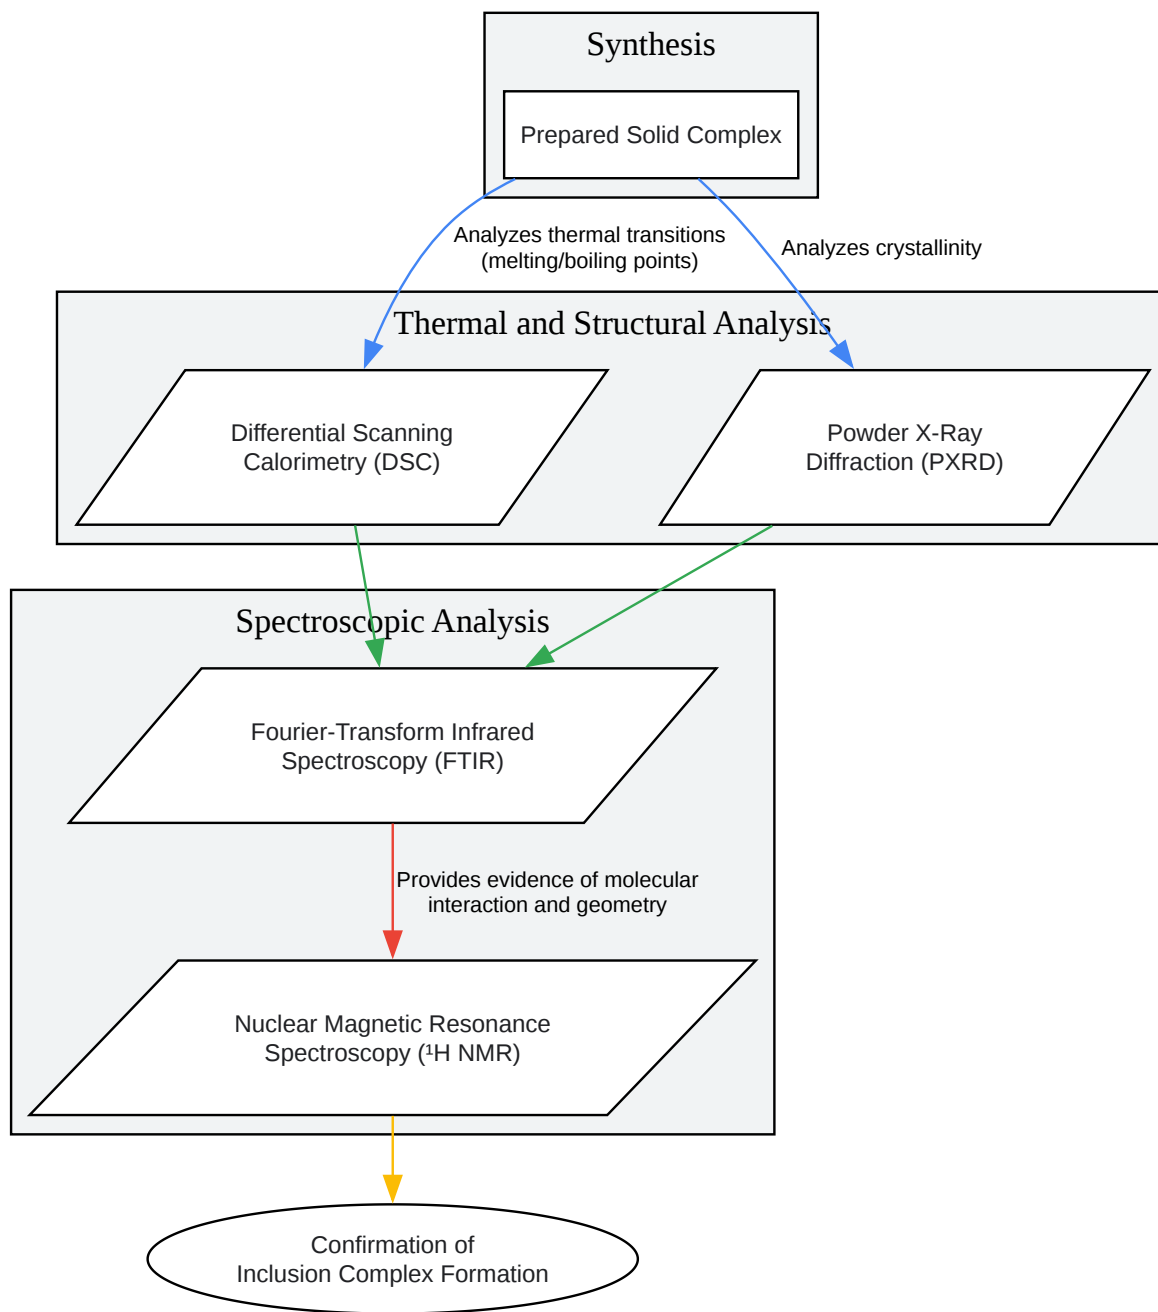 Synthesis
Prepared Solid Complex
Analyzes thermal transitions
(melting/boiling points)
Analyzes crystallinity
Thermal and Structural Analysis
Differential Scanning
Calorimetry (DSC)
Powder X-Ray
Diffraction (PXRD)
Spectroscopic Analysis
Fourier-Transform Infrared
Spectroscopy (FTIR)
Provides evidence of molecular
interaction and geometry
Nuclear Magnetic Resonance
Spectroscopy (¹H NMR)
Confirmation of
Inclusion Complex Formation